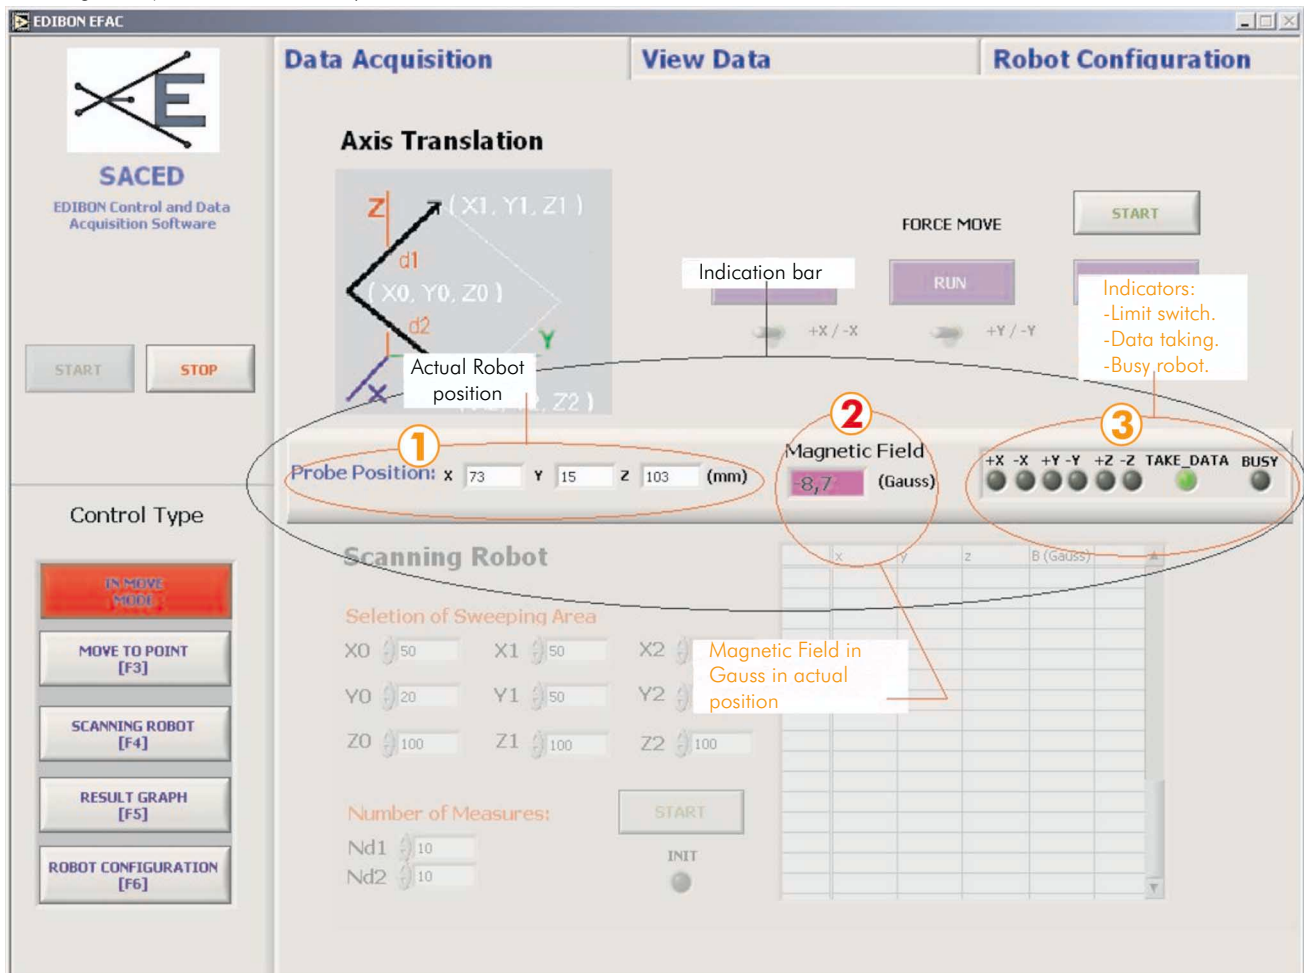 EDIBON EFAC
Data Acquisition
View Data
Robot Configuration
SACED
EDIBON Control and Data
Acquisition Software
START
STOP
Control Type
IN MOVE
MODE
MOVE TO POINT
[F3]
SCANNING ROBOT
[F4]
RESULT GRAPH
[F5]
ROBOT CONFIGURATION
[F6]
Axis Translation
Z
(X1, Y1, Z1)
d1
(X0, Y0, Z0)
d2
Y
X
Z2)
FORCE MOVE
START
RUN
+X / -X
+Y / -Y
Indication bar
Indicators:
-Limit switch.
-Data taking.
-Busy robot.
Actual Robot
position
1
Probe Position: X 73 Y 15 Z 103 (mm)
2
Magnetic Field
-8,7 (Gauss)
3
+X -X +Y -Y +Z -Z TAKE_DATA BUSY
Scanning Robot
Seletion of Sweeping Area
X0 50 X1 50 X2
Y0 20 Y1 50 Y2
Z0 100 Z1 100 Z2 100
Number of Measures:
Nd1 10
Nd2 10
START
INIT
x y z B (Gauss)
Magnetic Field in
Gauss in actual
position